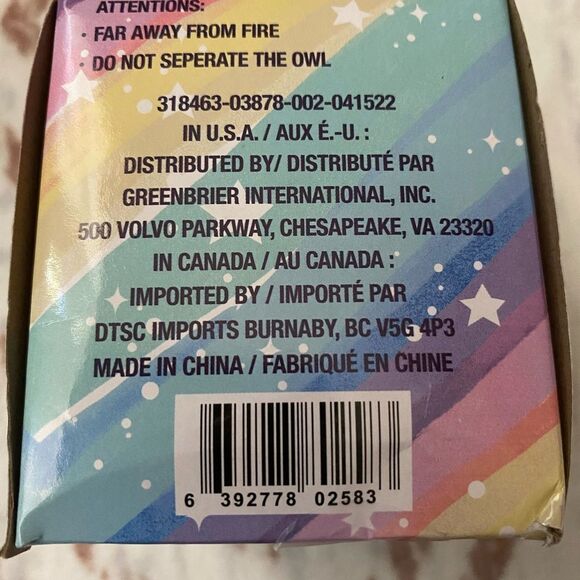 ATTENTIONS:
· FAR AWAY FROM FIRE
· DO NOT SEPERATE THE OWL
318463-03878-002-041522
IN U.S.A. / AUX É.-U. :
DISTRIBUTED BY/ DISTRIBUTÉ PAR
GREENBRIER INTERNATIONAL, INC.
500 VOLVO PARKWAY, CHESAPEAKE, VA 23320
IN CANADA / AU CANADA :
IMPORTED BY / IMPORTÉ PAR
DTSC IMPORTS BURNABY, BC V5G 4P3
MADE IN CHINA / FABRIQUÉ EN CHINE
6 392778 02583